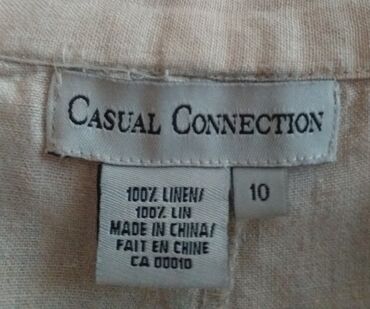 CASUAL CONNECTION
100% LINEN/
100% LIN
MADE IN CHINA/
FAIT EN CHINE
CA 00010
10